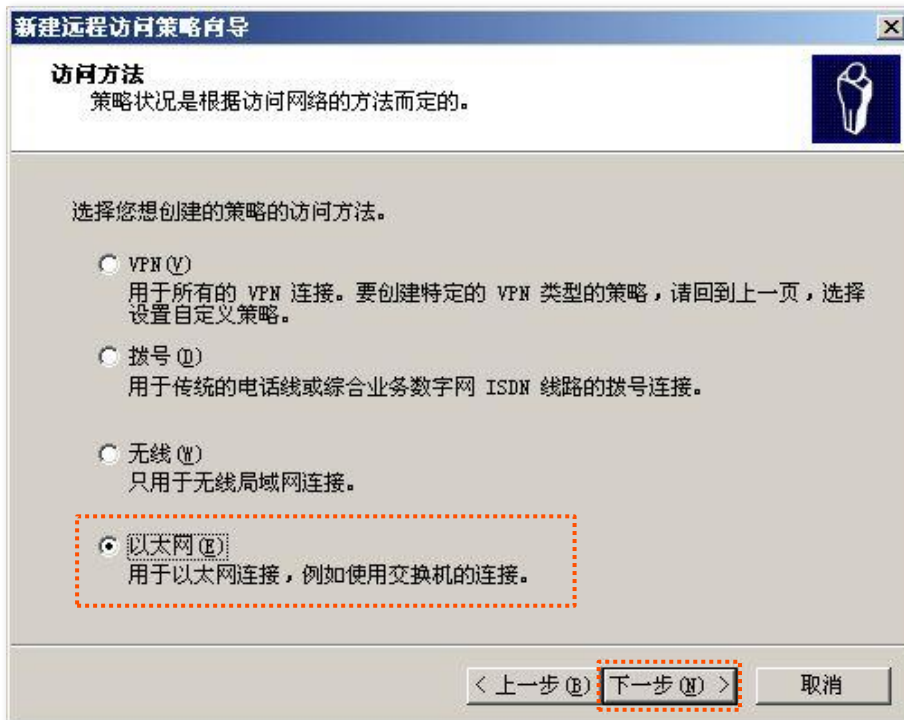 新建远程访问策略向导
访问方法
策略状况是根据访问网络的方法而定的。
选择您想创建的策略的访问方法。
VPN(V)
用于所有的 VPN 连接。要创建特定的 VPN 类型的策略，请回到上一页，选择
设置自定义策略。
拨号(D)
用于传统的电话线或综合业务数字网 ISDN 线路的拨号连接。
无线(W)
只用于无线局域网连接。
以太网(E)
用于以太网连接，例如使用交换机的连接。
< 上一步(B) 下一步(N) > 取消